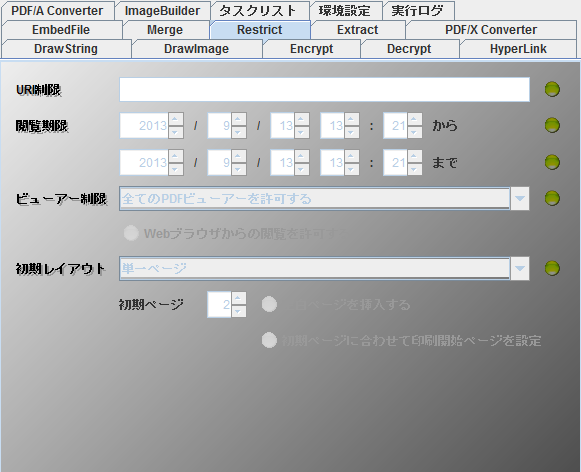 PDF/A Converter ImageBuilder タスクリスト 環境設定 実行ログ
EmbedFile Merge Restrict Extract PDF/X Converter
DrawString DrawImage Encrypt Decrypt HyperLink
URI制限
閲覧期限 2013 / 9 / 13 13 : 21 から
2013 / 9 / 13 13 : 21 まで
ビューアー制限 全てのPDFビューアーを許可する
Webブラウザからの閲覧を許可す
初期レイアウト 単一ページ
初期ページ 2 ページを挿入する
初期ページに合わせて印刷開始ページを設定